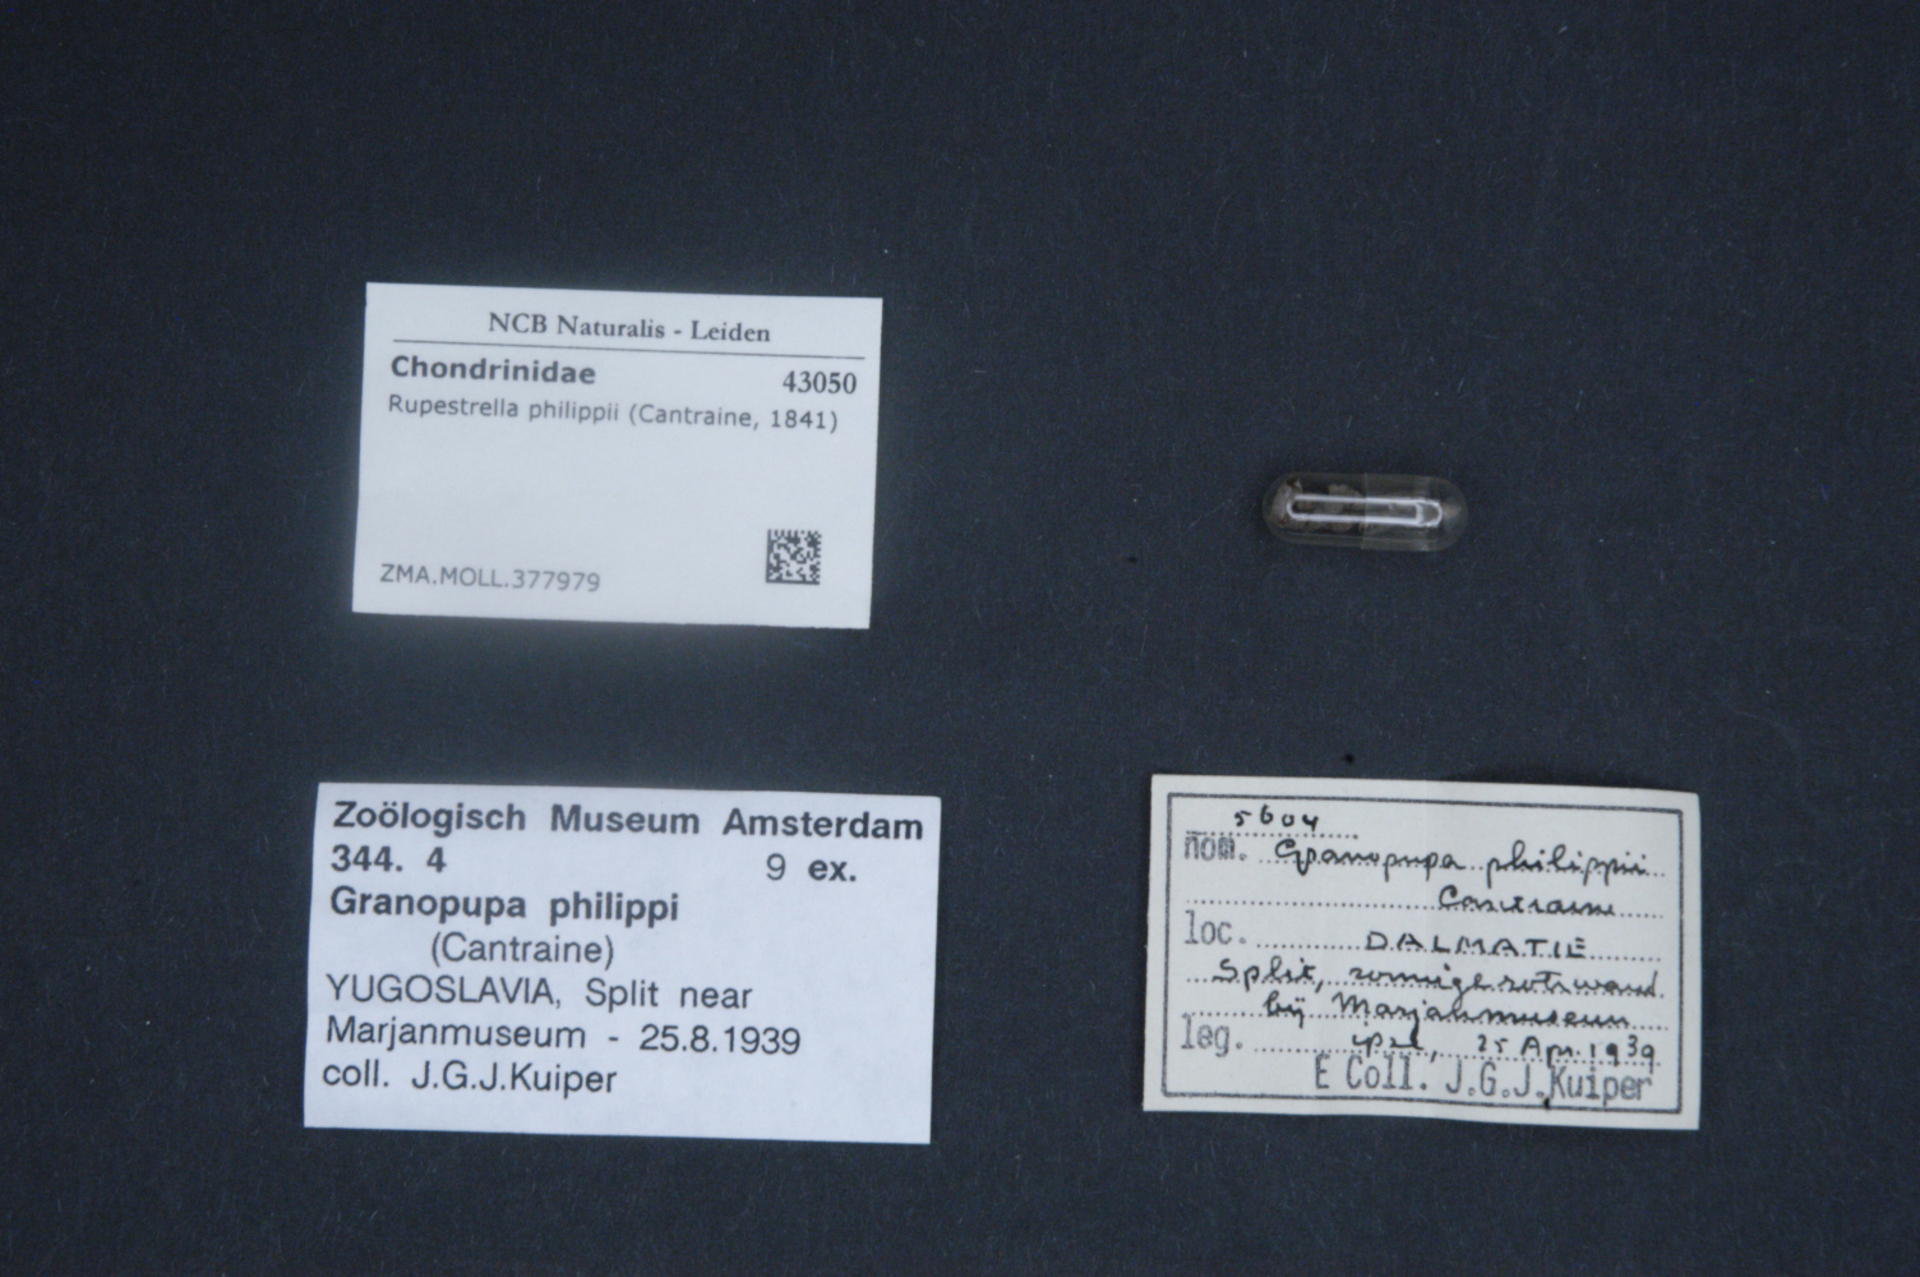 NCB Naturalis - Leiden
Chondrinidae 43050
Rupestrella philippii (Cantraine, 1841)
ZMA.MOLL.377979
Zoölogisch Museum Amsterdam
344. 4 9 ex.
Granopupa philippi
(Cantraine)
YUGOSLAVIA, Split near
Marjanmuseum - 25.8.1939
coll. J.G.J.Kuiper
5604
nom. Granopupa philippii
Cantraine
loc. DALMATIE
Split, zonnige rotswand
bij Marjanmuseum
leg. ipse, 25 Apr. 1939
E Coll. J.G.J.Kuiper